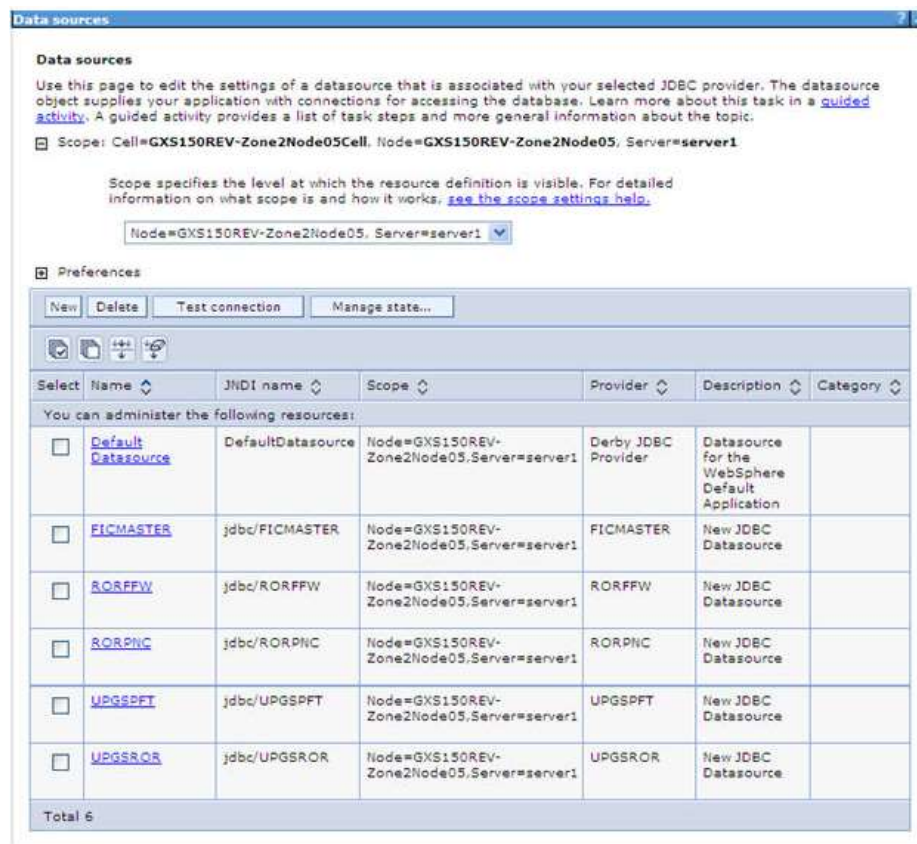 Data sources
?
Data sources
Use this page to edit the settings of a datasource that is associated with your selected JDBC provider. The datasource
object supplies your application with connections for accessing the database. Learn more about this task in a guided
activity. A guided activity provides a list of task steps and more general information about the topic.
Scope: Cell=GXS150REV-Zone2Node05Cell, Node=GXS150REV-Zone2Node05, Server=server1
Scope specifies the level at which the resource definition is visible. For detailed
information on what scope is and how it works, see the scope settings help.
Node=GXS150REV-Zone2Node05, Server=server1
Preferences
New Delete Test connection Manage state...
Select Name JNDI name Scope Provider Description Category
You can administer the following resources:
Default DefaultDatasource Node=GXS150REV- Derby JDBC Datasource
Datasource Zone2Node05,Server=server1 Provider for the
WebSphere
Default
Application
FICMASTER jdbc/FICMASTER Node=GXS150REV- FICMASTER New JDBC
Zone2Node05,Server=server1 Datasource
RORFFW jdbc/RORFFW Node=GXS150REV- RORFFW New JDBC
Zone2Node05,Server=server1 Datasource
RORPNC jdbc/RORPNC Node=GXS150REV- RORPNC New JDBC
Zone2Node05,Server=server1 Datasource
UPGSPFT jdbc/UPGSPFT Node=GXS150REV- UPGSPFT New JDBC
Zone2Node05,Server=server1 Datasource
UPGSROR jdbc/UPGSROR Node=GXS150REV- UPGSROR New JDBC
Zone2Node05,Server=server1 Datasource
Total 6